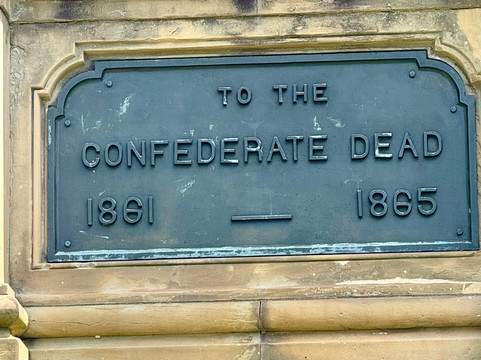 TO THE
CONFEDERATE DEAD
1861 — 1865